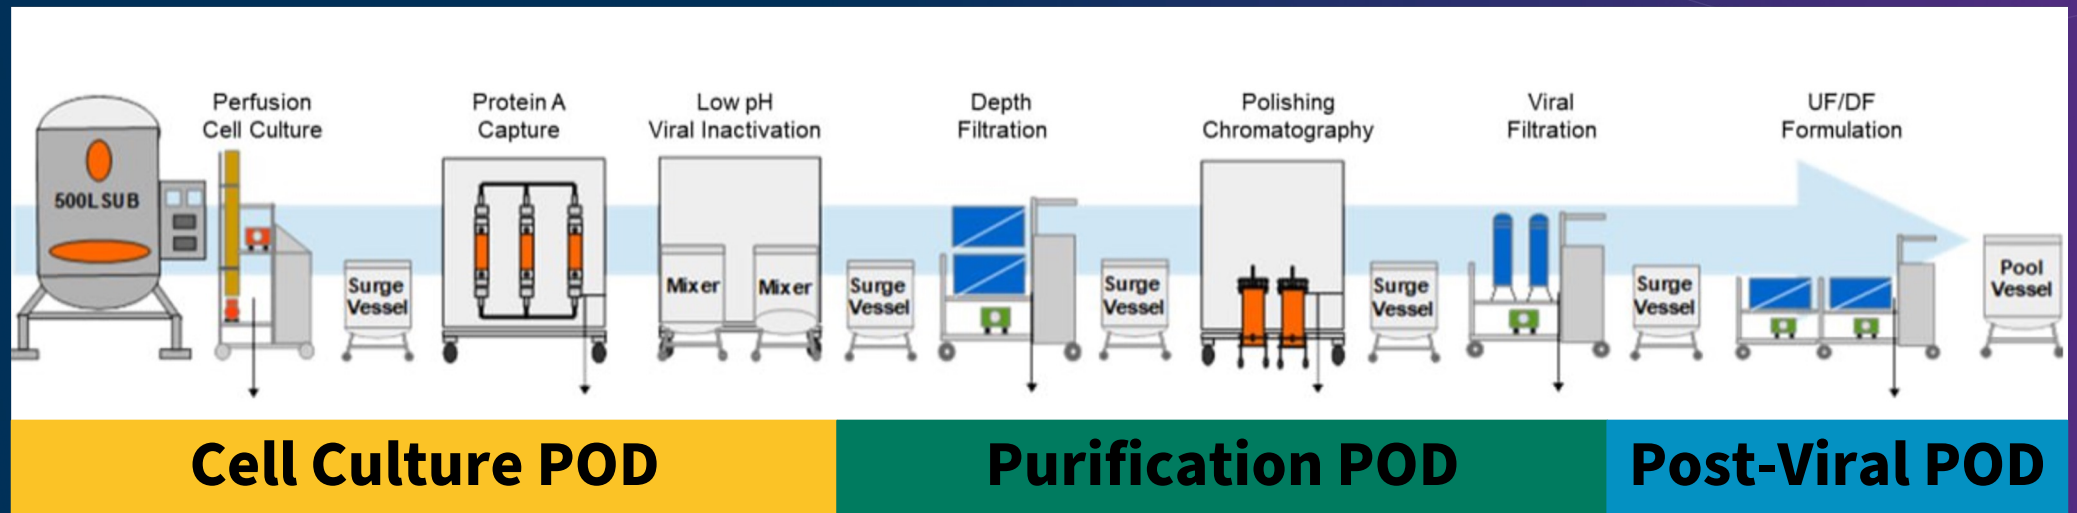 Perfusion
Cell Culture
Protein A
Capture
Low pH
Viral Inactivation
Depth
Filtration
Polishing
Chromatography
Viral
Filtration
UF/DF
Formulation
500L SUB
Surge
Vessel
Mixer
Mixer
Surge
Vessel
Surge
Vessel
Surge
Vessel
Surge
Vessel
Pool
Vessel
Cell Culture POD
Purification POD
Post-Viral POD